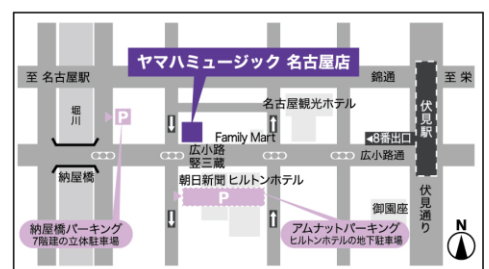 ヤマハミュージック 名古屋店
至 名古屋駅
錦通
至 栄
堀川
P
名古屋観光ホテル
伏見駅
Family Mart
◀8番出口
広小路
竪三蔵
広小路通
納屋橋
朝日新聞 ヒルトンホテル
P
伏見通り
御園座
納屋橋パーキング
7階建の立体駐車場
アムナットパーキング
ヒルトンホテルの地下駐車場
N